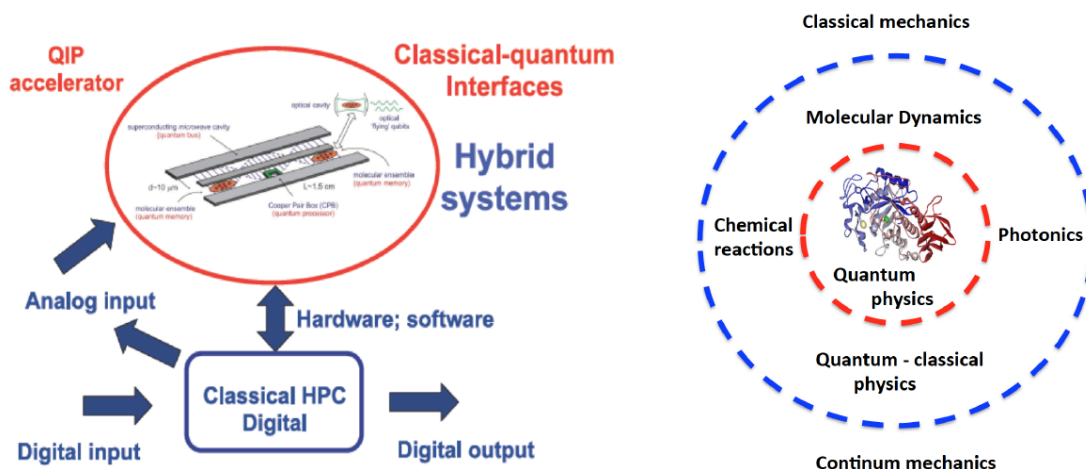 QIP
accelerator
Classical-quantum
Interfaces
optical cavity
optical
'flying' qubits
superconducting microwave cavity
(quantum bus)
Hybrid
systems
d~10 μm
L~1.5 cm
molecular ensemble
(quantum memory)
Cooper Pair Box (CPB)
(quantum processor)
molecular ensemble
(quantum memory)
Analog input
Hardware; software
Classical HPC
Digital
Digital input
Digital output
Classical mechanics
Molecular Dynamics
Chemical
reactions
Photonics
Quantum
physics
Quantum - classical
physics
Continum mechanics